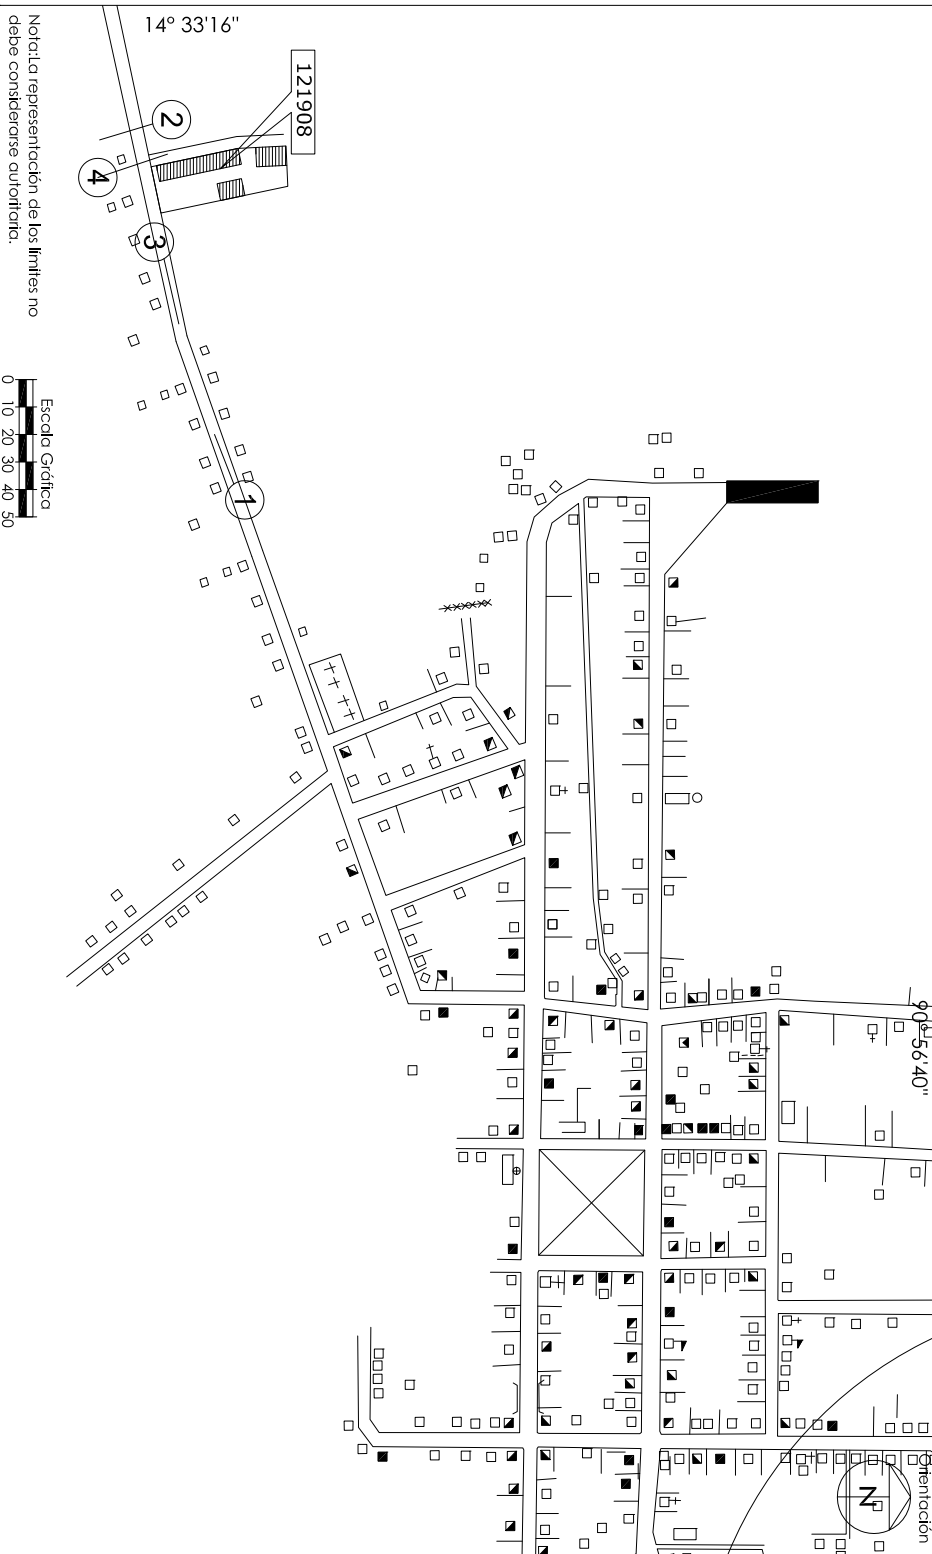 14° 33'16"
121908
2
4
3
1
Nota:La representación de los límites no
debe considerarse autoritaria.
Escala Gráfica
0 10 20 30 40 50
90° 56'40"
Orientación
N